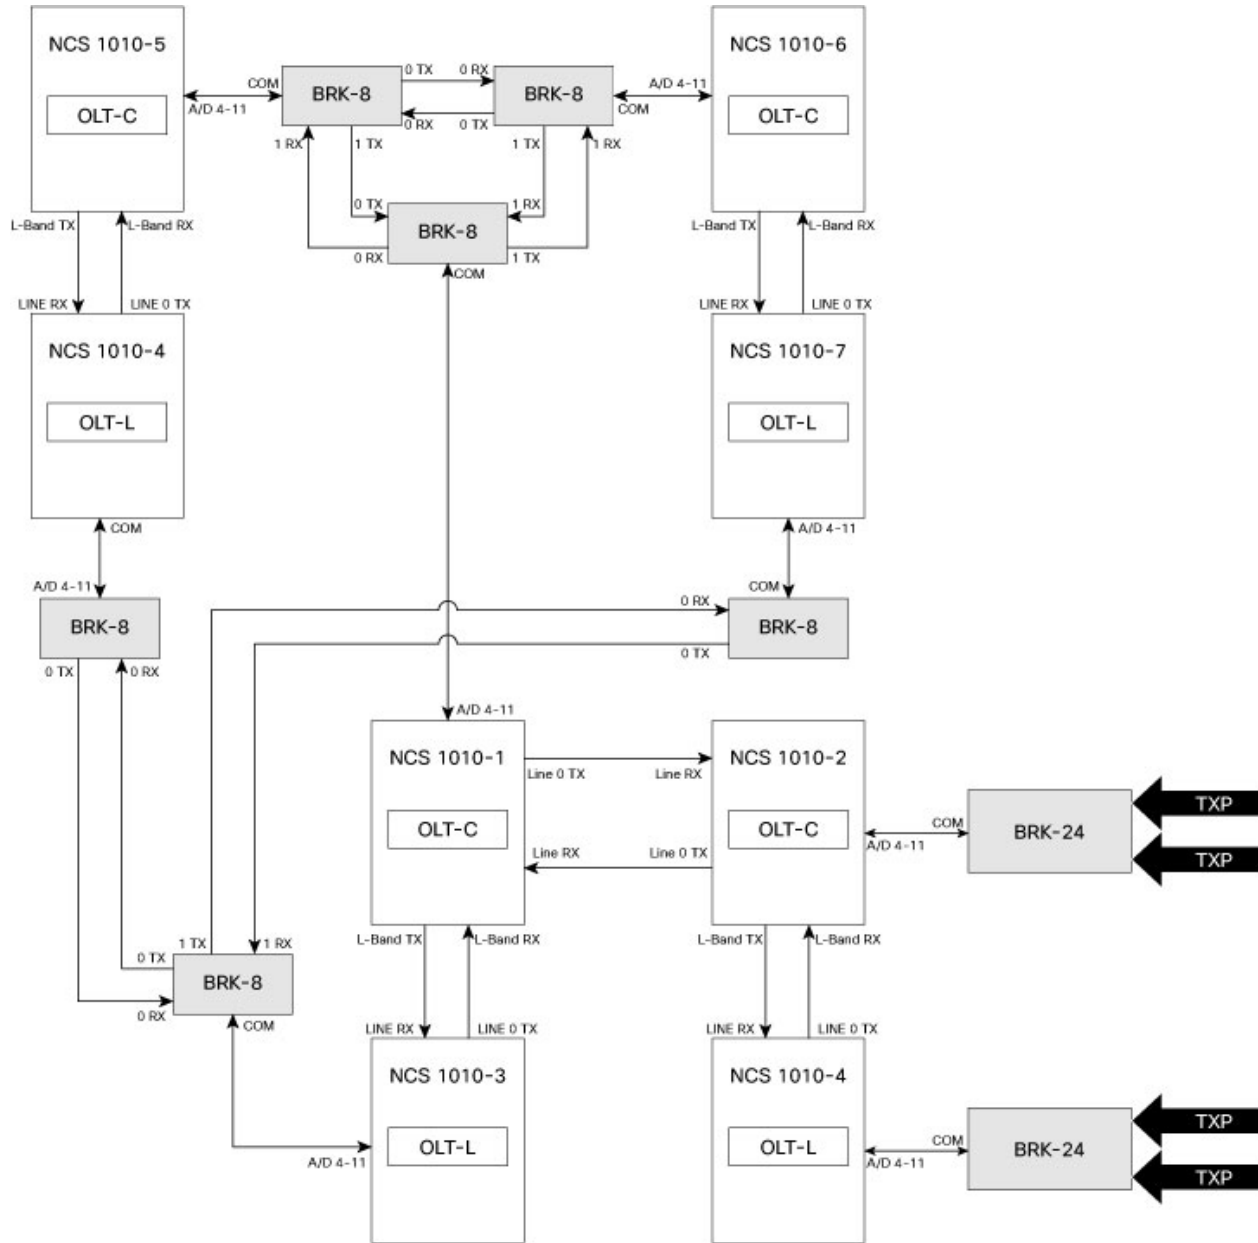 NCS 1010-5
NCS 1010-6
COM
0 TX
0 RX
A/D 4-11
BRK-8
BRK-8
OLT-C
A/D 4-11
COM
OLT-C
0 RX
0 TX
1 RX
1 TX
1 TX
1 RX
0 TX
1 RX
L-Band TX
L-Band RX
BRK-8
L-Band TX
L-Band RX
0 RX
1 TX
COM
LINE RX
LINE 0 TX
LINE RX
LINE 0 TX
NCS 1010-4
NCS 1010-7
OLT-L
OLT-L
COM
A/D 4-11
A/D 4-11
COM
0 RX
BRK-8
BRK-8
0 TX
0 RX
0 TX
A/D 4-11
NCS 1010-1
NCS 1010-2
Line 0 TX
Line RX
TXP
COM
OLT-C
OLT-C
BRK-24
A/D 4-11
Line RX
Line 0 TX
TXP
L-Band TX
L-Band RX
L-Band TX
L-Band RX
1 TX
1 RX
0 TX
BRK-8
0 RX
COM
LINE RX
LINE 0 TX
LINE RX
LINE 0 TX
NCS 1010-3
NCS 1010-4
TXP
COM
OLT-L
OLT-L
BRK-24
A/D 4-11
A/D 4-11
TXP